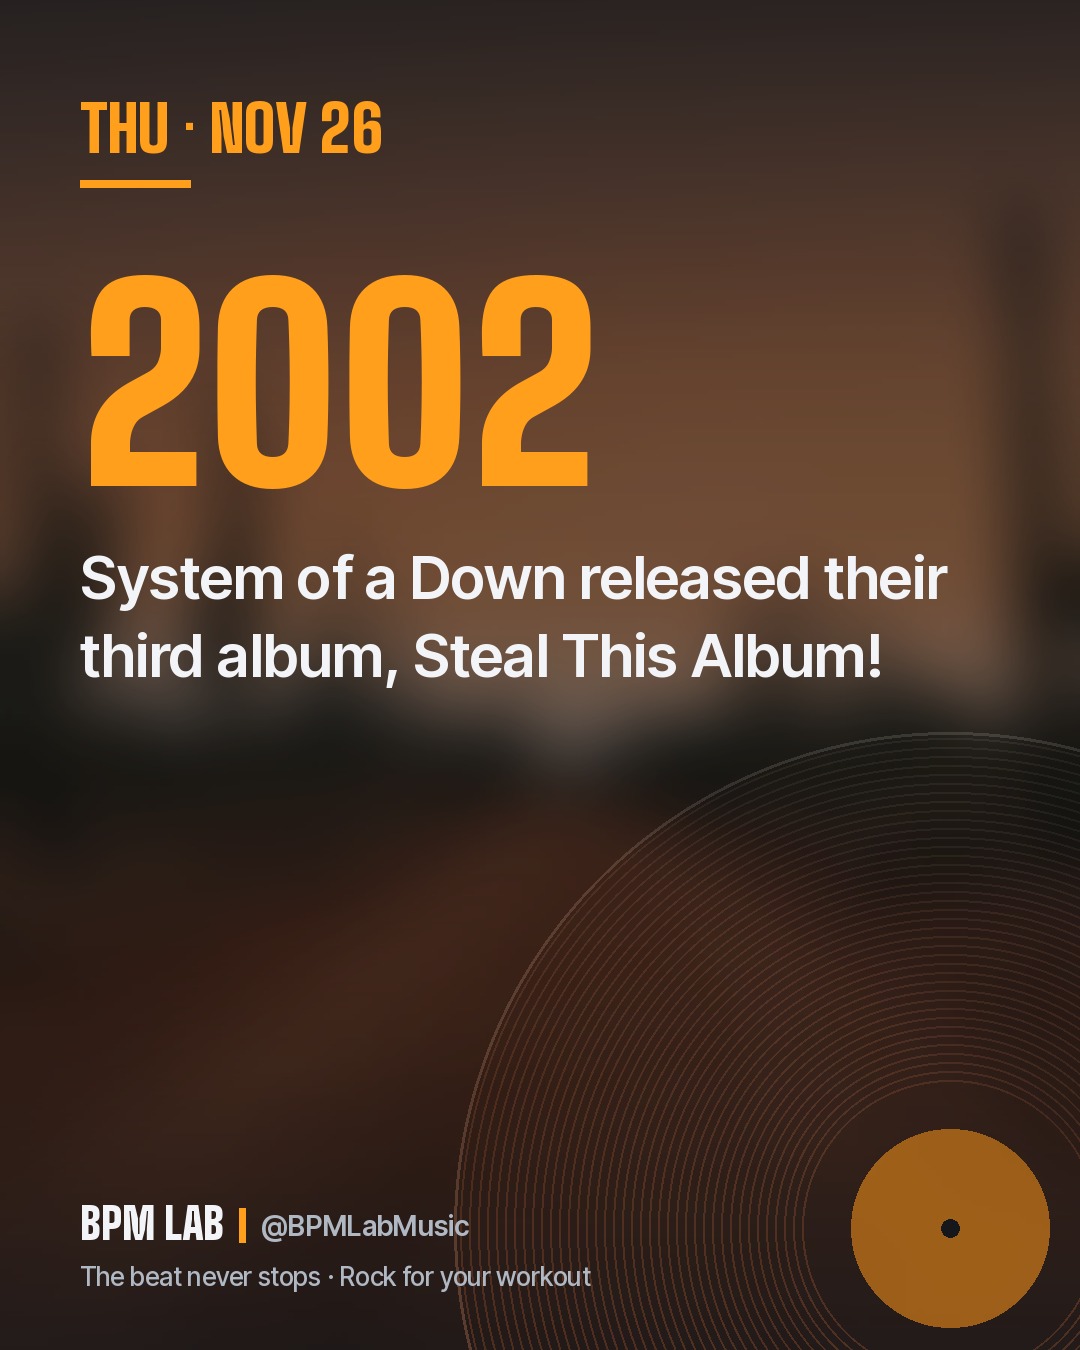 THU · NOV 26
2002
System of a Down released their
third album, Steal This Album!
BPM LAB | @BPMLabMusic
The beat never stops · Rock for your workout